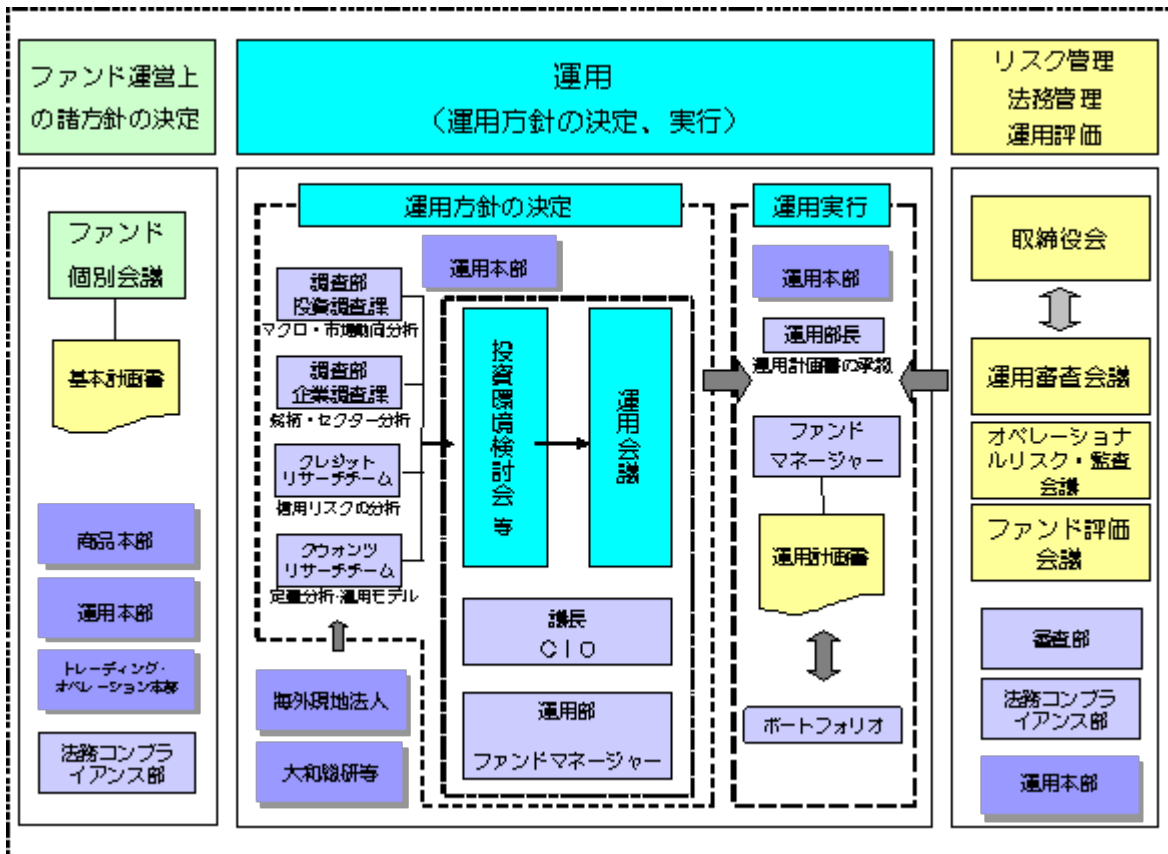 ファンド運営上
の諸方針の決定
運用
(運用方針の決定、実行)
リスク管理
法務管理
運用評価
ファンド
個別会議
基本計画書
商品本部
運用本部
トレーディング・
オペレーション本部
法務コンプラ
イアンス部
運用方針の決定
運用本部
調査部
投資調査課
マクロ・市場動向分析
調査部
企業調査課
銘柄・セクター分析
クレジット
リサーチチーム
信用リスクの分析
クウォンツ
リサーチチーム
定量分析・運用モデル
海外現地法人
大和総研等
投資環境検討会 等
運用会議
議長
CIO
運用部
ファンドマネージャー
運用実行
運用本部
運用部長
運用計画書の承認
ファンド
マネージャー
運用計画書
ポートフォリオ
取締役会
運用審査会議
オペレーショナ
ルリスク・監査
会議
ファンド評価
会議
審査部
法務コンプラ
イアンス部
運用本部